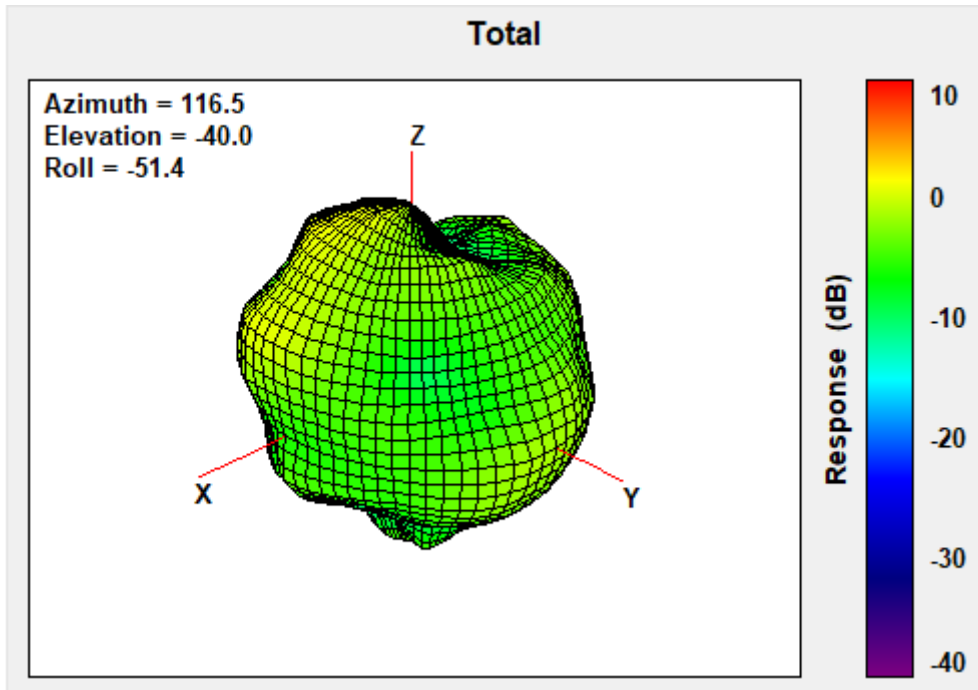 Total
Azimuth = 116.5
Elevation = -40.0
Roll = -51.4
Z
X
Y
10
0
-10
-20
-30
-40
Response (dB)